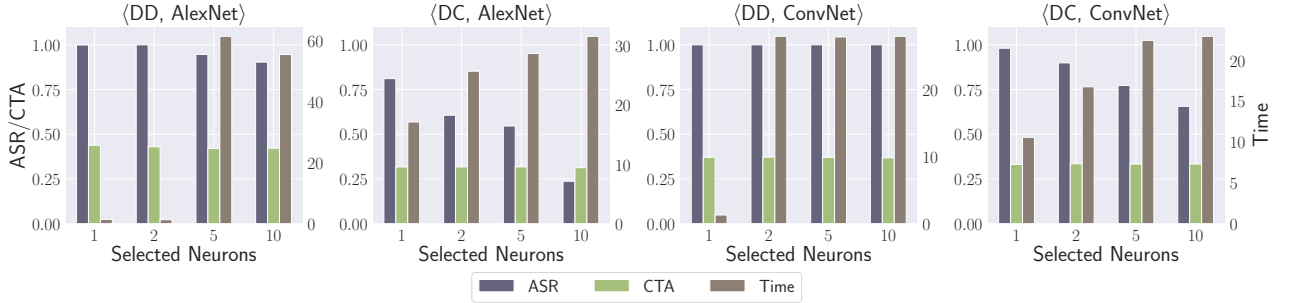 ⟨DD, AlexNet⟩
⟨DC, AlexNet⟩
⟨DD, ConvNet⟩
⟨DC, ConvNet⟩
ASR/CTA
1.00
0.75
0.50
0.25
0.00
60
40
20
0
1 2 5 10
Selected Neurons
1.00
0.75
0.50
0.25
0.00
30
20
10
0
1 2 5 10
Selected Neurons
1.00
0.75
0.50
0.25
0.00
20
10
0
1 2 5 10
Selected Neurons
1.00
0.75
0.50
0.25
0.00
20
15
10
5
0
1 2 5 10
Selected Neurons
Time
ASR CTA Time